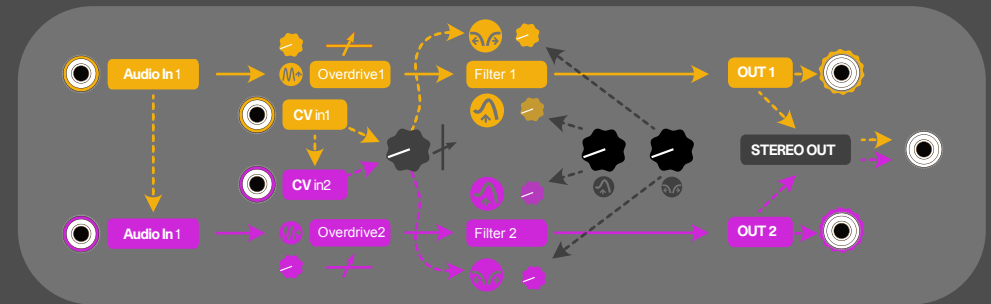 Audio In 1
Overdrive1
Filter 1
OUT 1
CV in1
STEREO OUT
CV in2
Audio In 1
Overdrive2
Filter 2
OUT 2